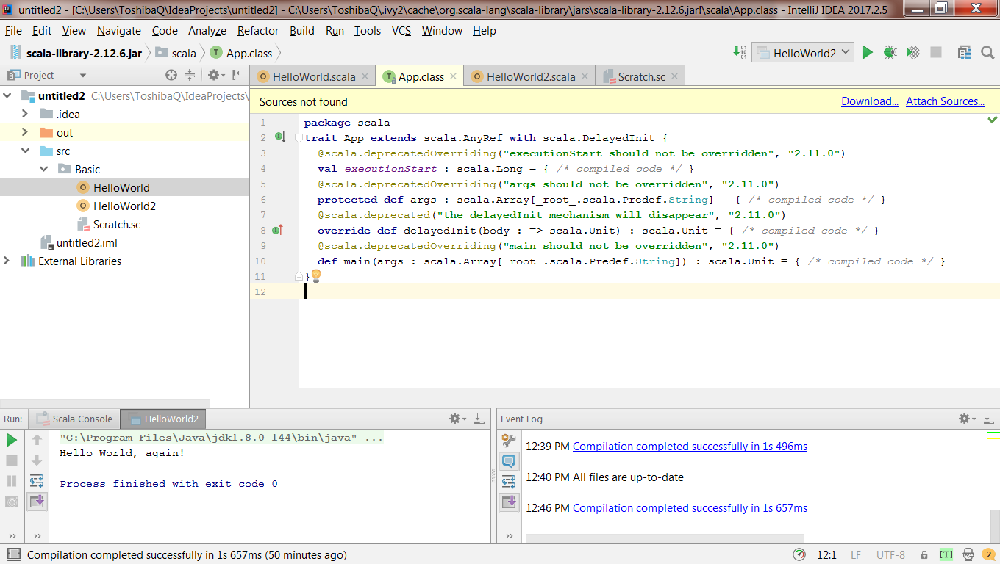 untitled2 - [C:\Users\ToshibaQ\IdeaProjects\untitled2] - C:\Users\ToshibaQ\.ivy2\cache\org.scala-lang\scala-library\jars\scala-library-2.12.6.jar!\scala\App.class - IntelliJ IDEA 2017.2.5
File Edit View Navigate Code Analyze Refactor Build Run Tools VCS Window Help
scala-library-2.12.6.jar scala App.class HelloWorld2
Project
HelloWorld.scala App.class HelloWorld2.scala Scratch.sc
untitled2 C:\Users\ToshibaQ\IdeaProjects\
.idea
out
src
Basic
HelloWorld
HelloWorld2
Scratch.sc
untitled2.iml
External Libraries
Sources not found Download... Attach Sources...
1 package scala
2 trait App extends scala.AnyRef with scala.DelayedInit {
3 @scala.deprecatedOverriding("executionStart should not be overridden", "2.11.0")
4 val executionStart : scala.Long = { /* compiled code */ }
5 @scala.deprecatedOverriding("args should not be overridden", "2.11.0")
6 protected def args : scala.Array[_root_.scala.Predef.String] = { /* compiled code */ }
7 @scala.deprecated("the delayedInit mechanism will disappear", "2.11.0")
8 override def delayedInit(body : => scala.Unit) : scala.Unit = { /* compiled code */ }
9 @scala.deprecatedOverriding("main should not be overridden", "2.11.0")
10 def main(args : scala.Array[_root_.scala.Predef.String]) : scala.Unit = { /* compiled code */ }
11 }
12
Run: Scala Console HelloWorld2
"C:\Program Files\Java\jdk1.8.0_144\bin\java" ...
Hello World, again!
Process finished with exit code 0
Event Log
12:39 PM Compilation completed successfully in 1s 496ms
12:40 PM All files are up-to-date
12:46 PM Compilation completed successfully in 1s 657ms
Compilation completed successfully in 1s 657ms (50 minutes ago) 12:1 LF UTF-8 [T] 2